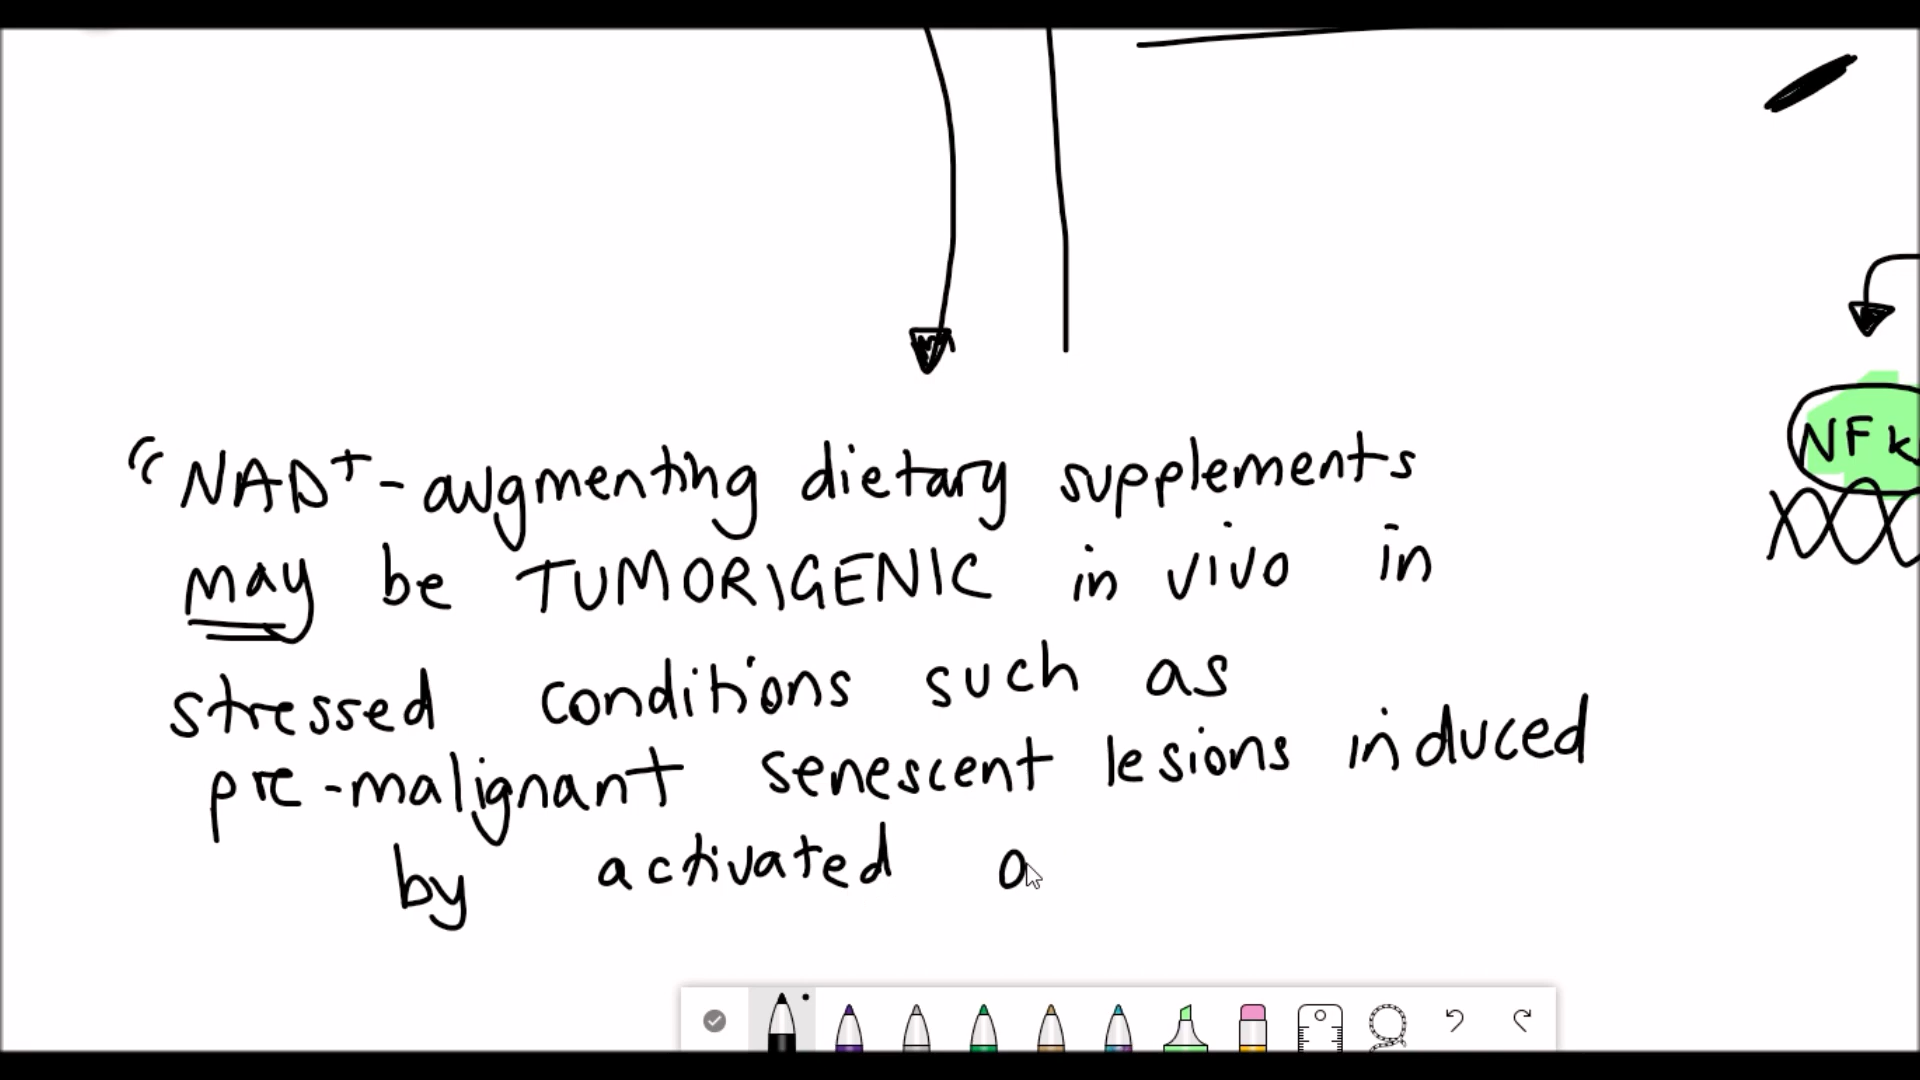 NFk
"NAD+-augmenting dietary supplements
may be TUMORIGENIC in vivo in
stressed conditions such as
pre-malignant senescent lesions induced
by activated o